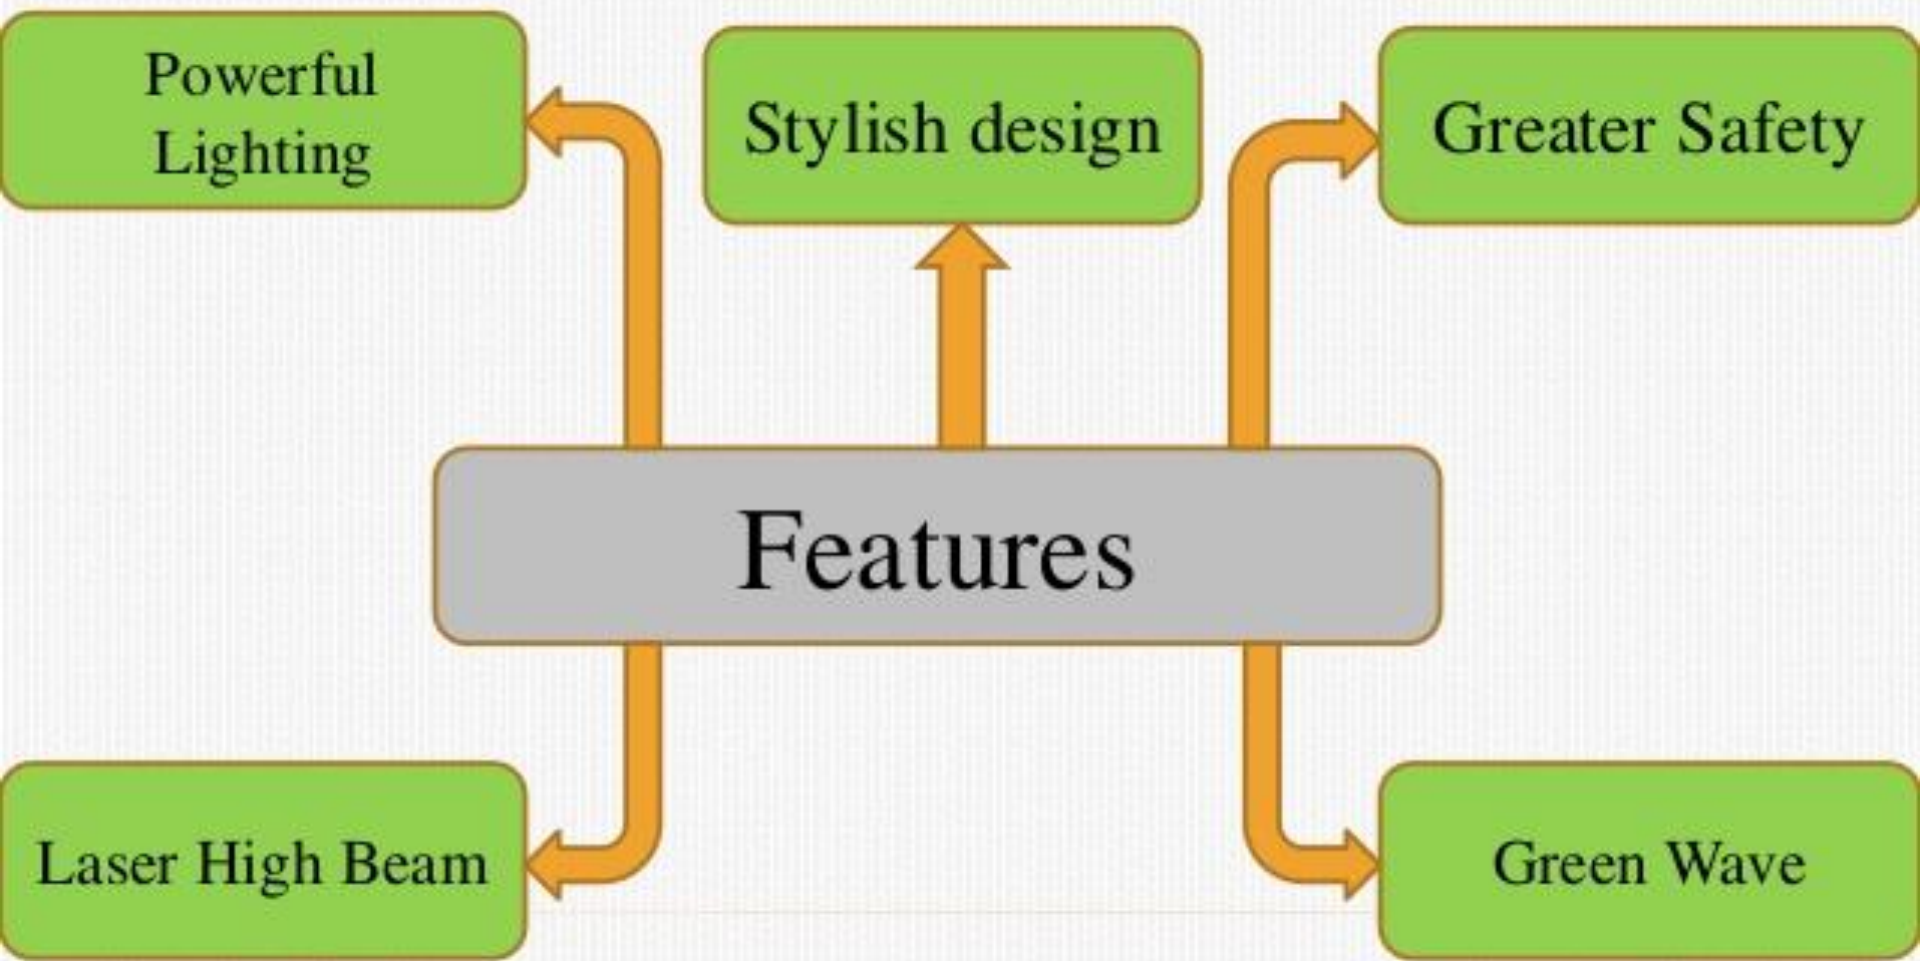 Powerful
Lighting
Stylish design
Greater Safety
Features
Laser High Beam
Green Wave